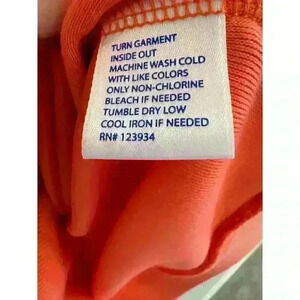 TURN GARMENT
INSIDE OUT
MACHINE WASH COLD
WITH LIKE COLORS
ONLY NON-CHLORINE
BLEACH IF NEEDED
TUMBLE DRY LOW
COOL IRON IF NEEDED
RN# 123934